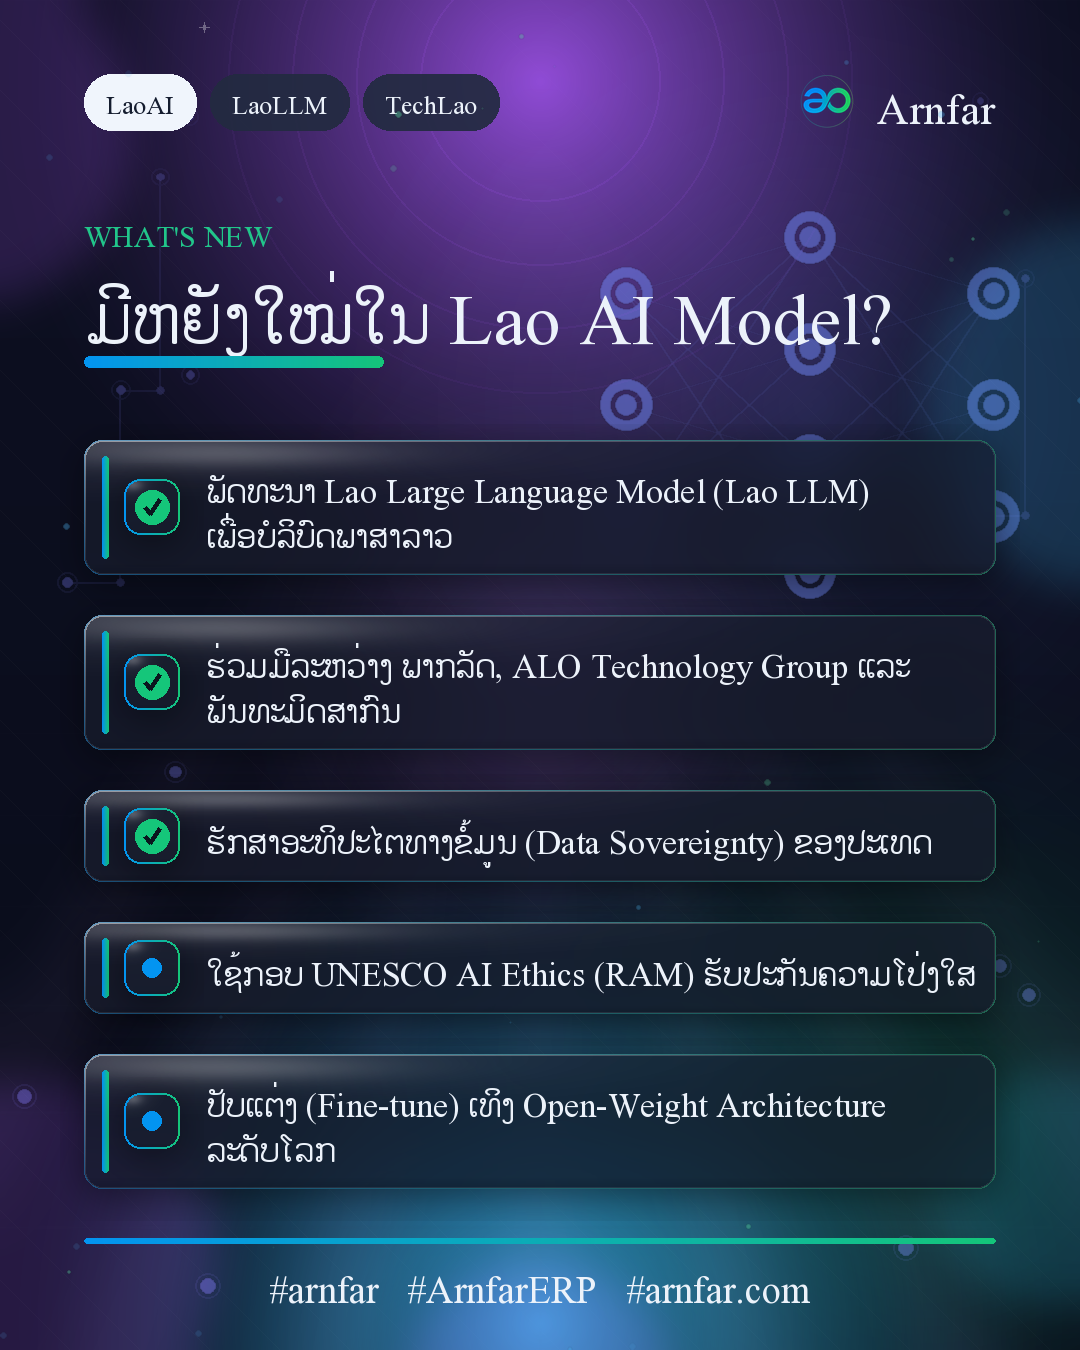 LaoAI LaoLLM TechLao
Arnfar
WHAT'S NEW
ມີຫຍັງໃໝ່ໃນ Lao AI Model?
ພັດທະນາ Lao Large Language Model (Lao LLM)
ເພື່ອບໍລິບົດພາສາລາວ
ຮ່ວມມືລະຫວ່າງ ພາກລັດ, ALO Technology Group ແລະ
ພັນທະມິດສາກົນ
ຮັກສາອະທິປະໄຕທາງຂໍ້ມູນ (Data Sovereignty) ຂອງປະເທດ
ໃຊ້ກອບ UNESCO AI Ethics (RAM) ຮັບປະກັນຄວາມໂປ່ງໃສ
ປັບແຕ່ງ (Fine-tune) ເທິງ Open-Weight Architecture
ລະດັບໂລກ
#arnfar #ArnfarERP #arnfar.com